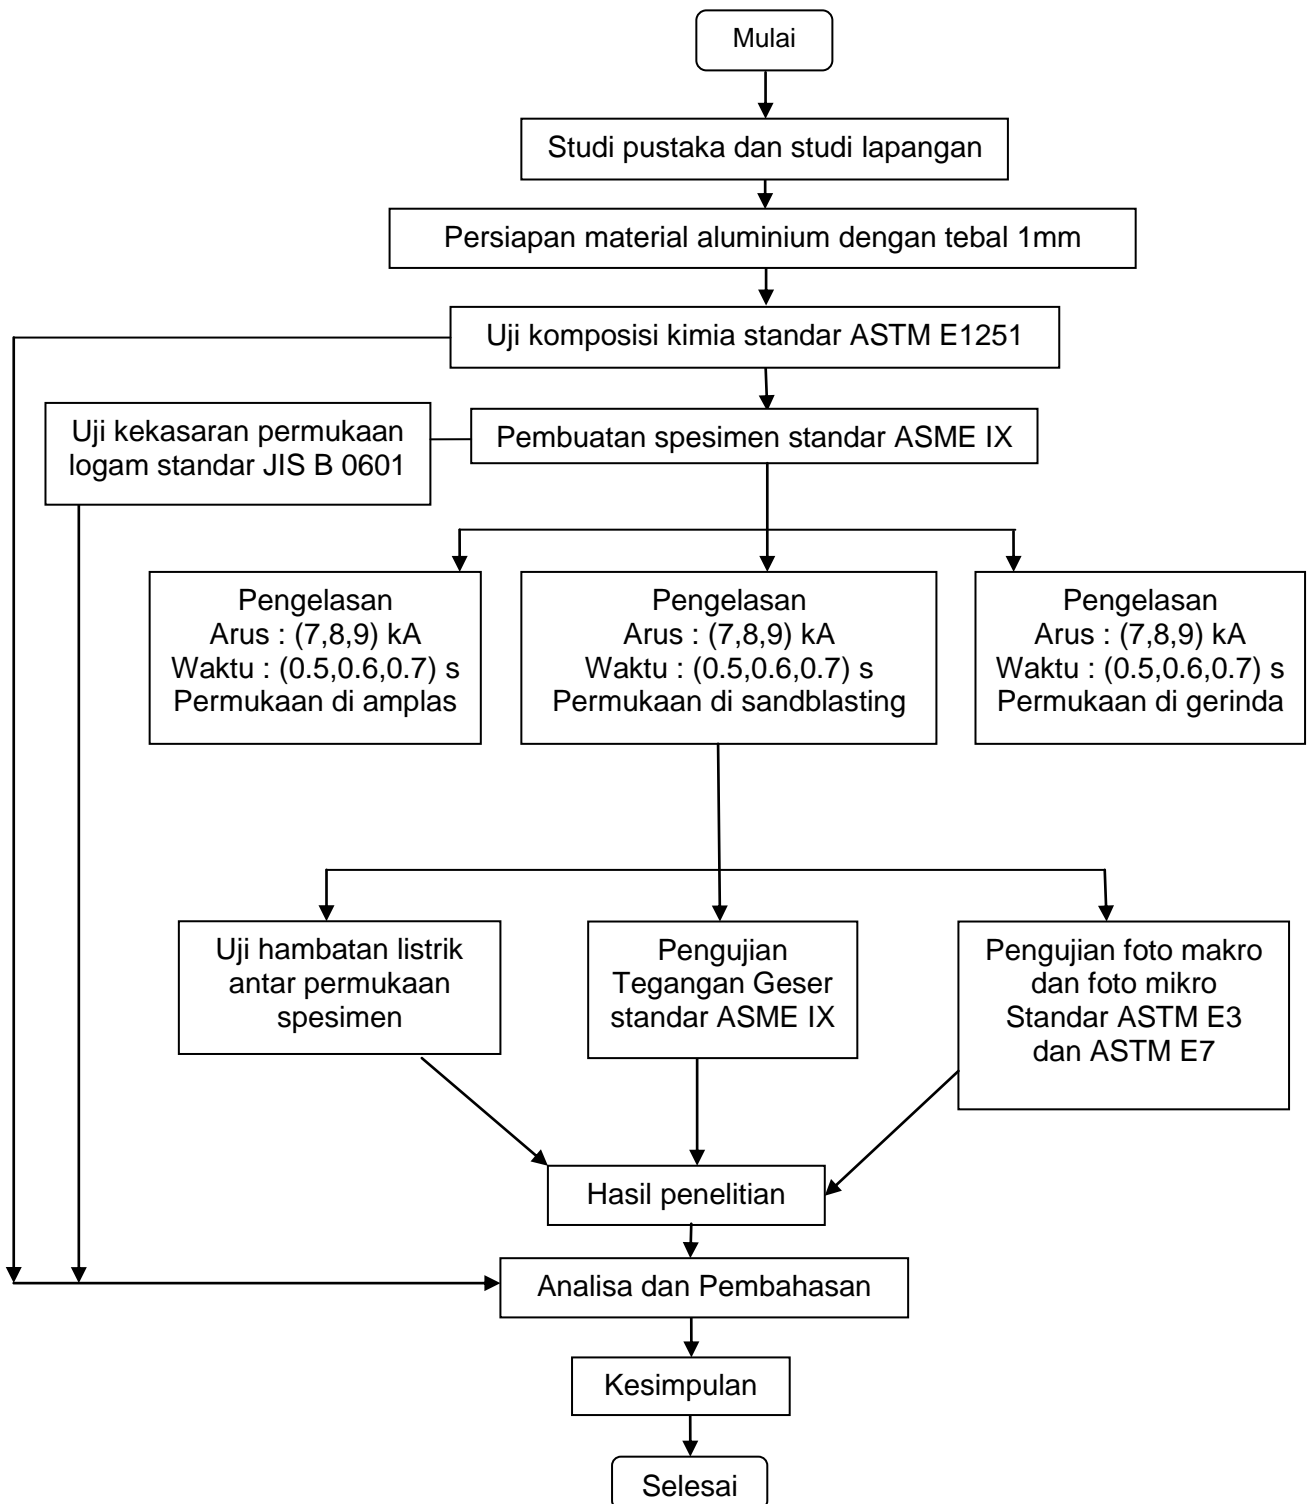 Mulai
Studi pustaka dan studi lapangan
Persiapan material aluminium dengan tebal 1mm
Uji komposisi kimia standar ASTM E1251
Uji kekasaran permukaan
logam standar JIS B 0601
Pembuatan spesimen standar ASME IX
Pengelasan
Arus : (7,8,9) kA
Waktu : (0.5,0.6,0.7) s
Permukaan di amplas
Pengelasan
Arus : (7,8,9) kA
Waktu : (0.5,0.6,0.7) s
Permukaan di sandblasting
Pengelasan
Arus : (7,8,9) kA
Waktu : (0.5,0.6,0.7) s
Permukaan di gerinda
Uji hambatan listrik
antar permukaan
spesimen
Pengujian
Tegangan Geser
standar ASME IX
Pengujian foto makro
dan foto mikro
Standar ASTM E3
dan ASTM E7
Hasil penelitian
Analisa dan Pembahasan
Kesimpulan
Selesai